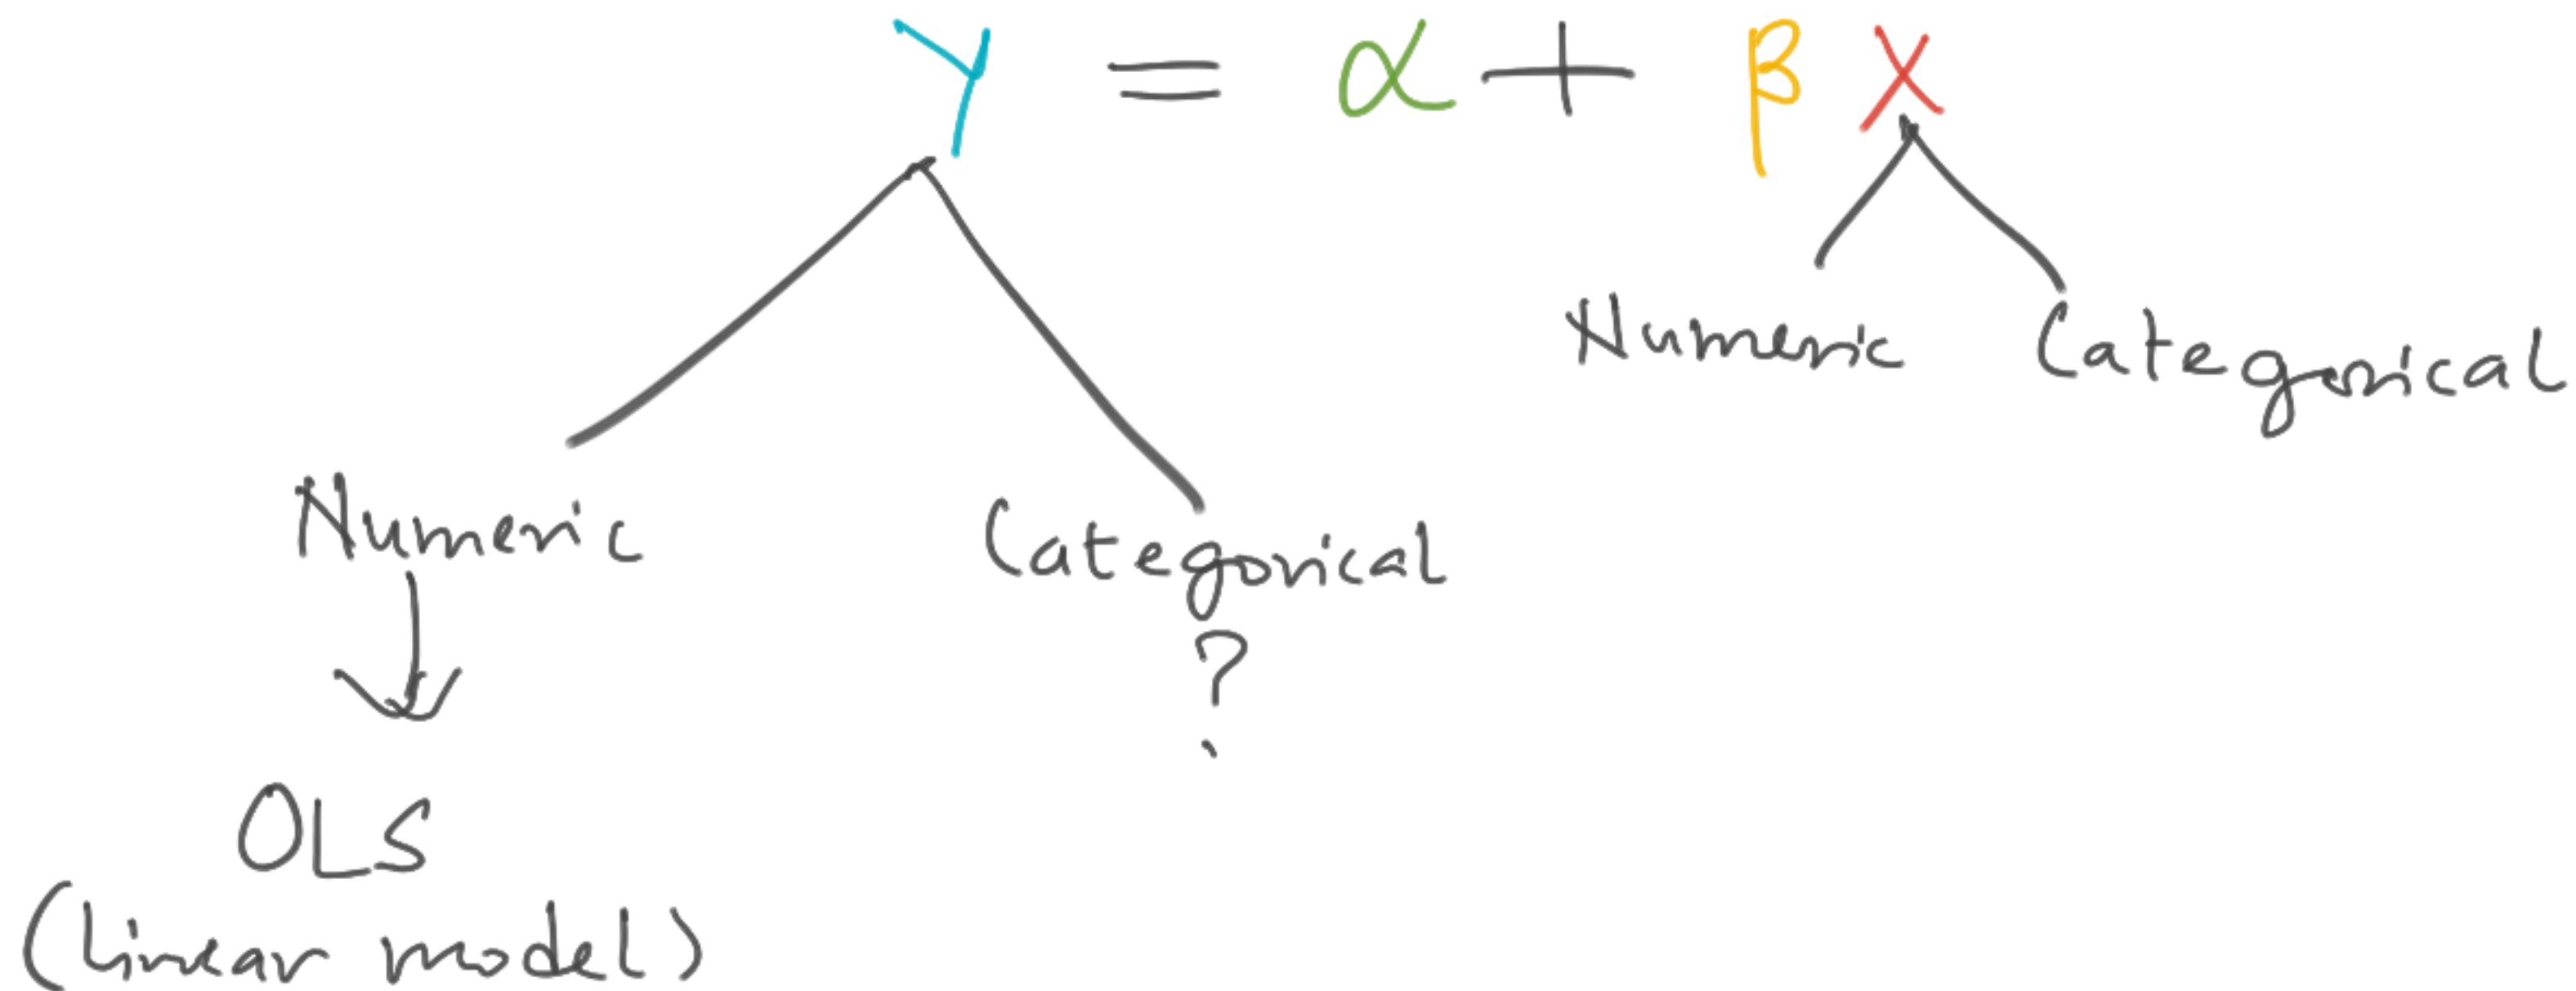 Y = α + β X
Numeric Categorical
Numeric Categorical
?
OLS
(linear model)